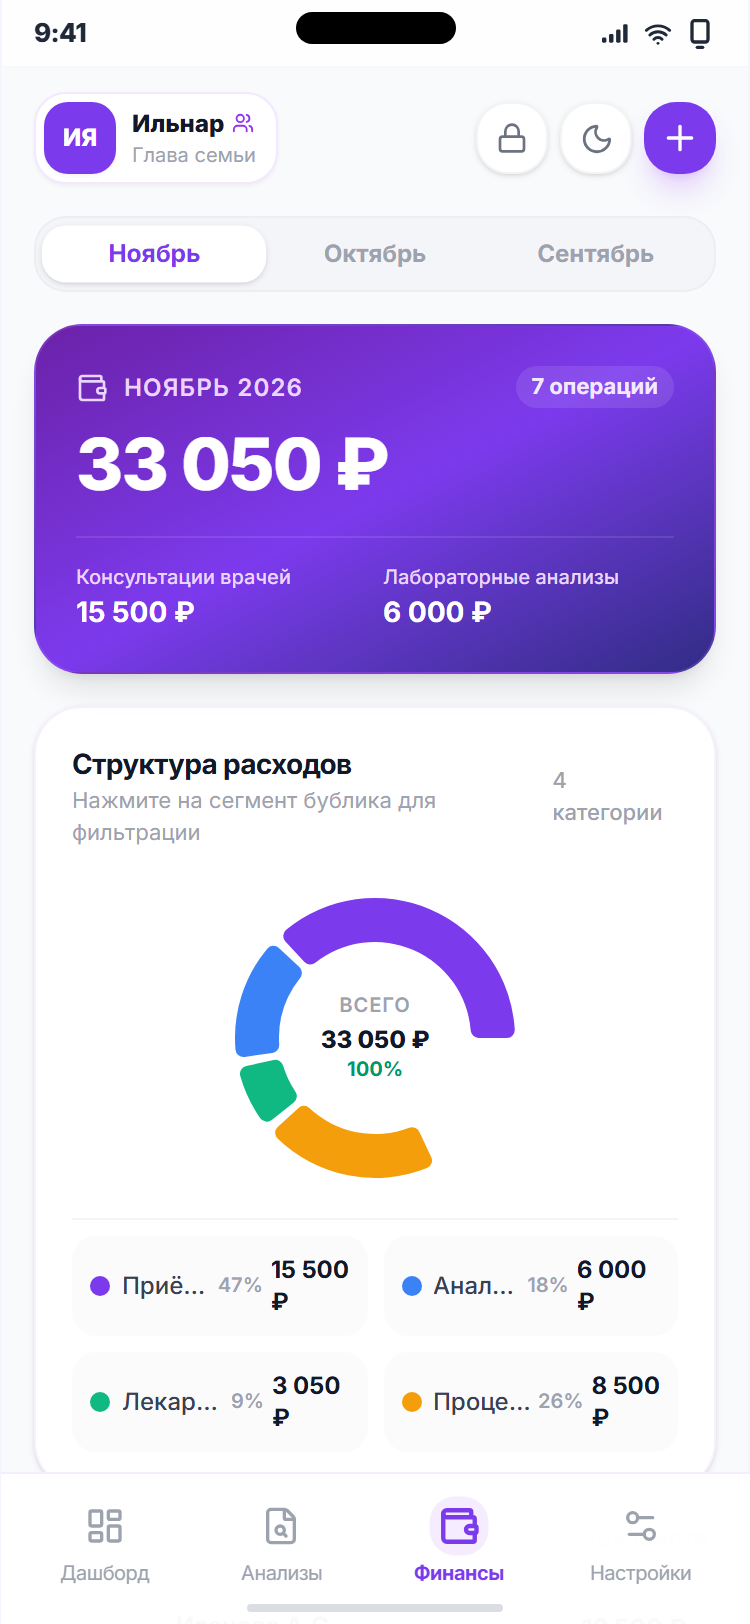 9:41
ИЯ
Ильнар
Глава семьи
Ноябрь Октябрь Сентябрь
НОЯБРЬ 2026
7 операций
33 050 ₽
Консультации врачей Лабораторные анализы
15 500 ₽ 6 000 ₽
Структура расходов
Нажмите на сегмент бублика для
фильтрации
4
категории
ВСЕГО
33 050 ₽
100%
Приё... 47% 15 500
₽
Анал... 18% 6 000
₽
Лекар... 9% 3 050
₽
Проце... 26% 8 500
₽
Дашборд Анализы Финансы Настройки